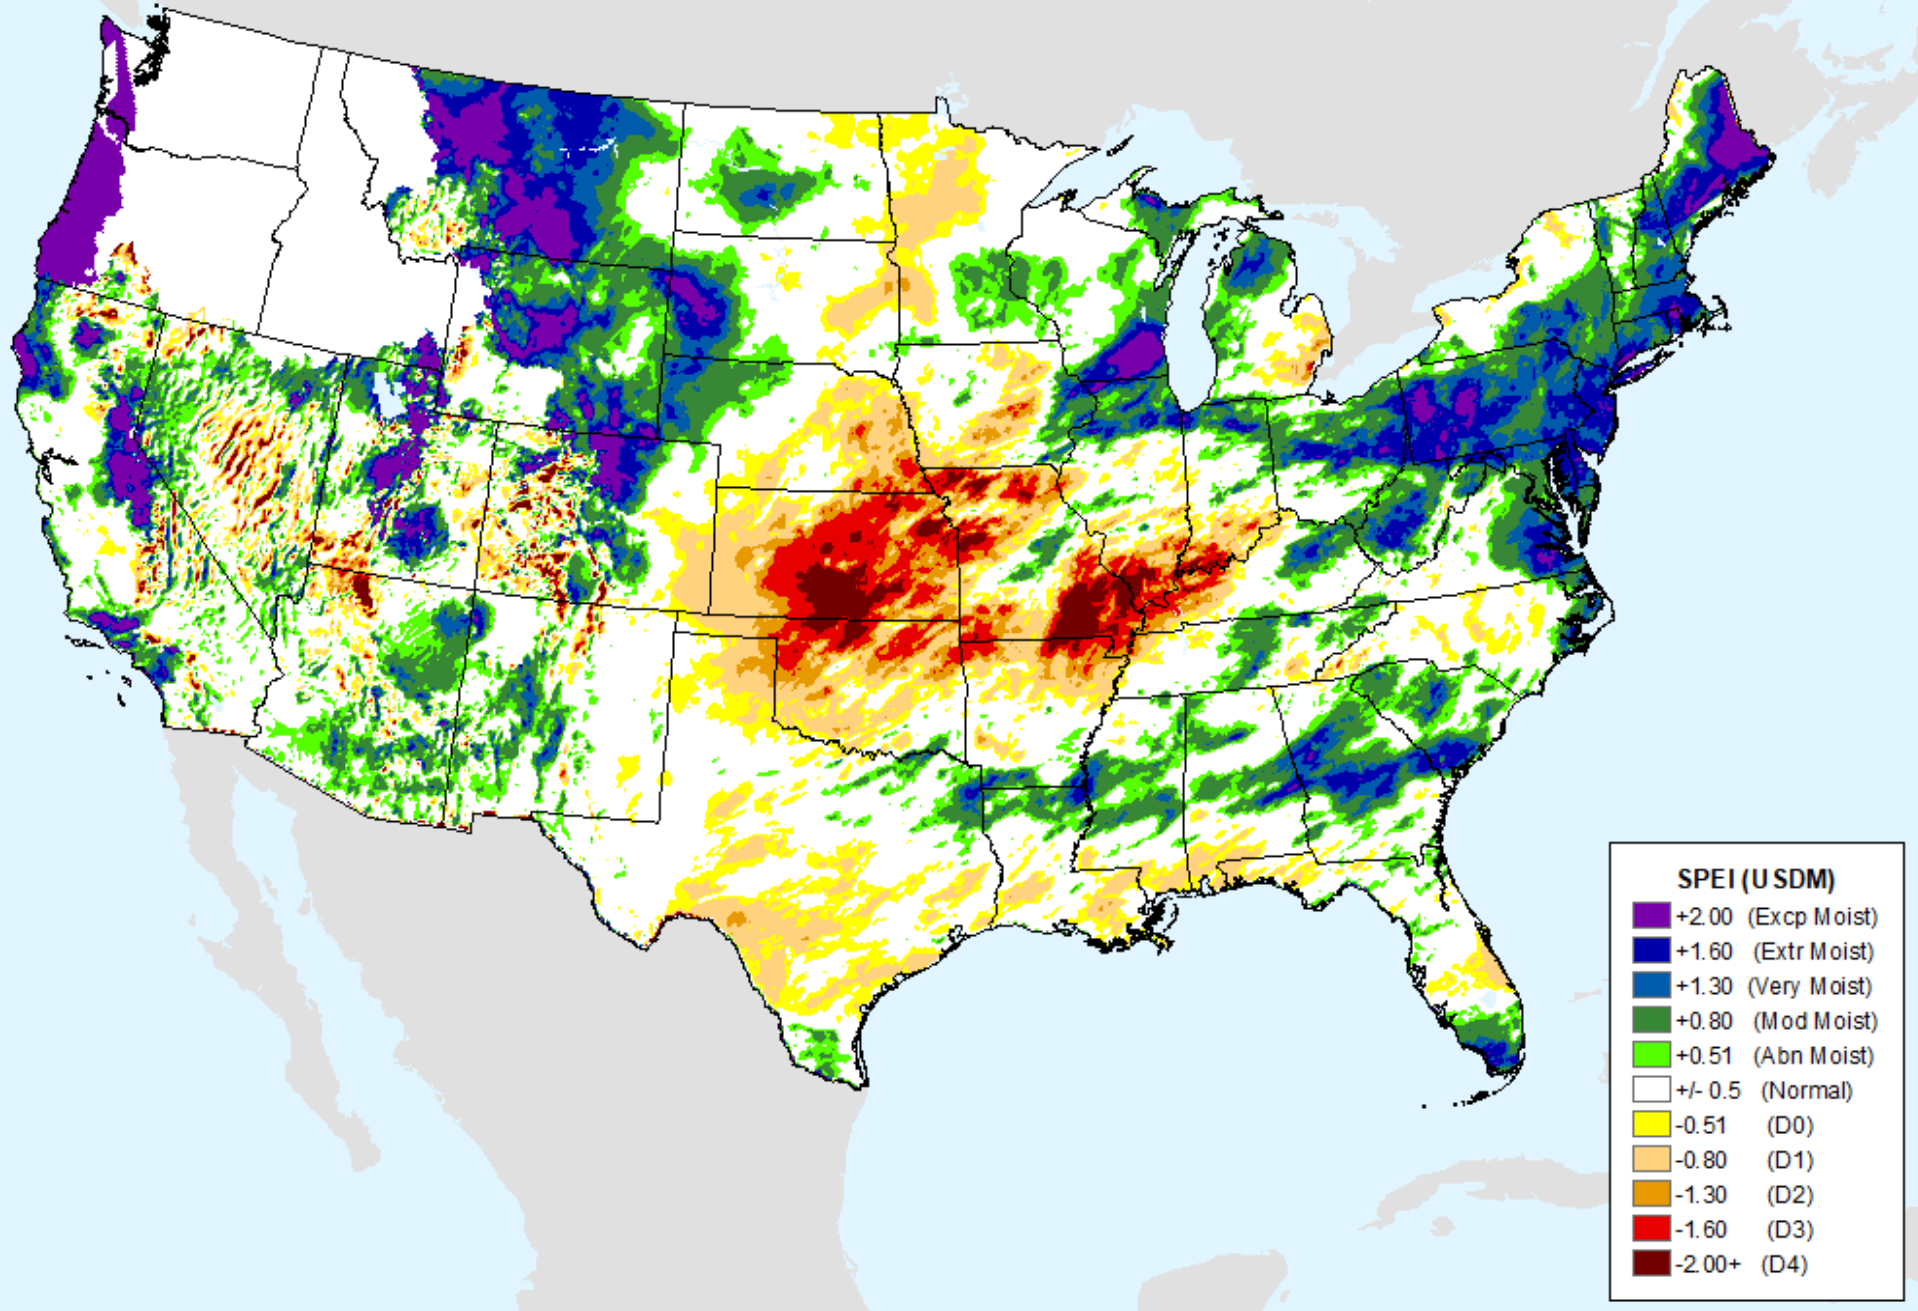 SPEI (USDM)
+2.00 (Excp Moist)
+1.60 (Extr Moist)
+1.30 (Very Moist)
+0.80 (Mod Moist)
+0.51 (Abn Moist)
+/- 0.5 (Normal)
-0.51 (D0)
-0.80 (D1)
-1.30 (D2)
-1.60 (D3)
-2.00+ (D4)